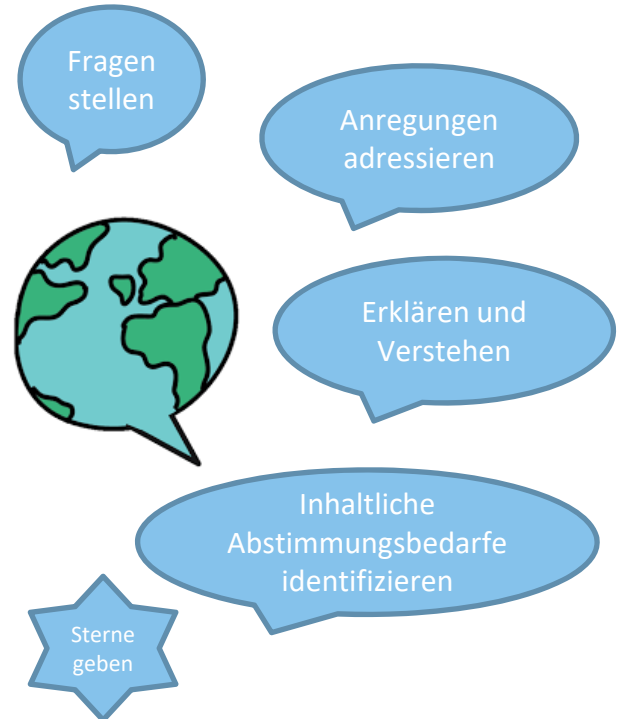 Fragen
stellen
Anregungen
adressieren
Erklären und
Verstehen
Inhaltliche
Abstimmungsbedarfe
identifizieren
Sterne
geben